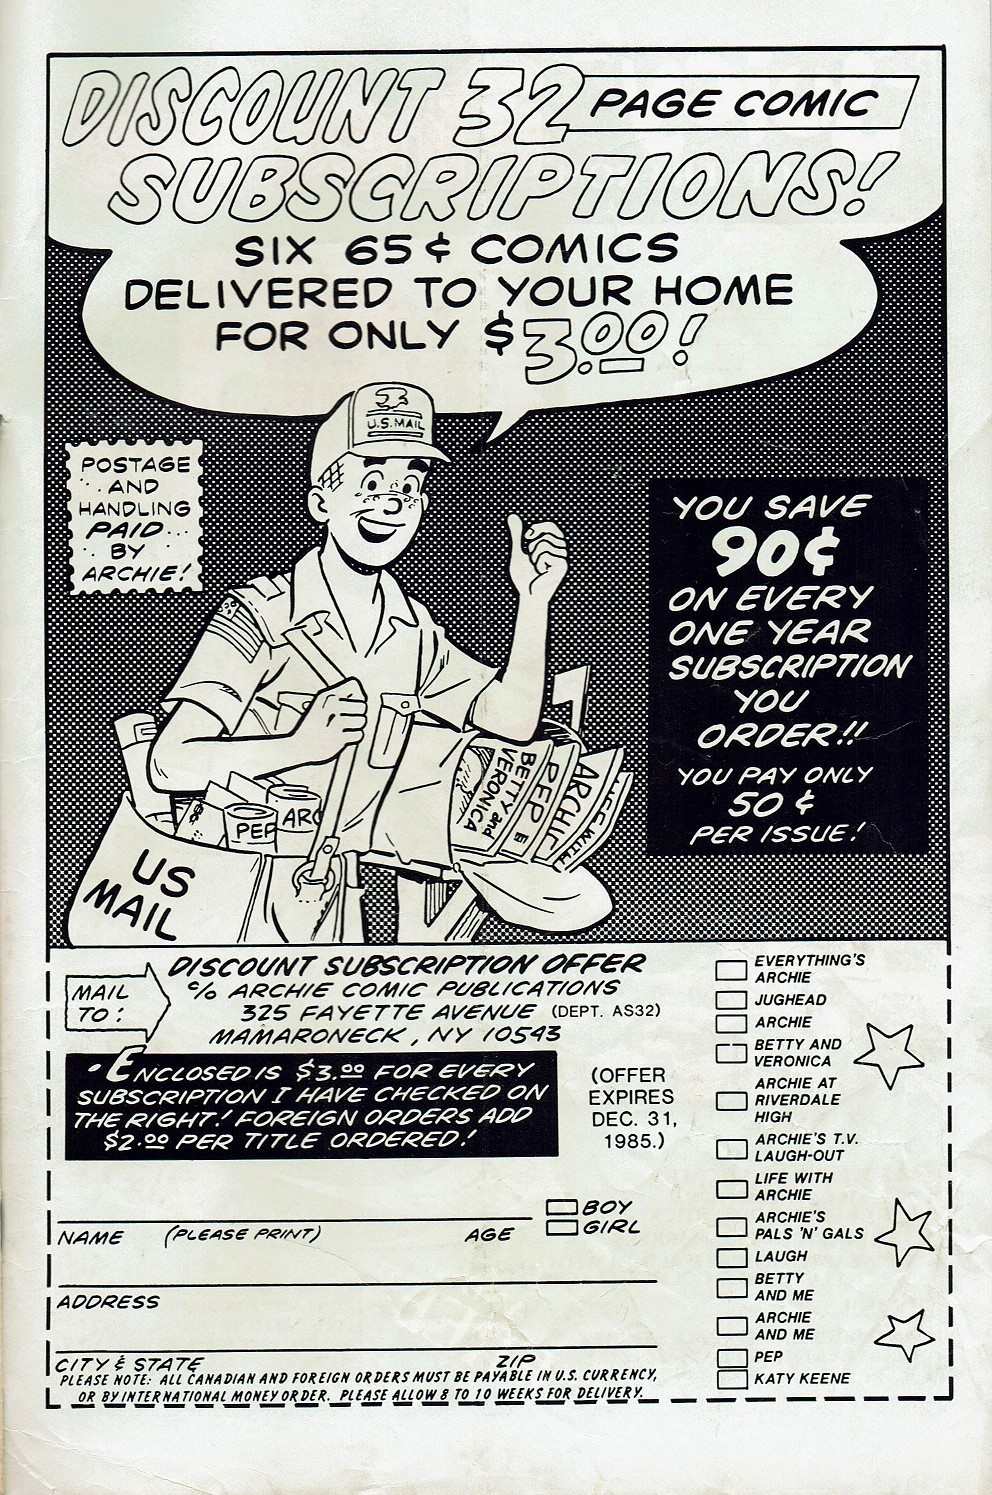 DISCOUNT 32 PAGE COMIC
SUBSCRIPTIONS!
SIX 65¢ COMICS
DELIVERED TO YOUR HOME
FOR ONLY $3.00!
U.S. MAIL
POSTAGE
AND
HANDLING
PAID
BY
ARCHIE!
YOU SAVE
90¢
ON EVERY
ONE YEAR
SUBSCRIPTION
YOU
ORDER!!
YOU PAY ONLY
50¢
PER ISSUE!
BETTY and
VERONICA
PEP
ARCHIE
LIFE WITH
PEP
ARC
US
MAIL
MAIL
TO:
DISCOUNT SUBSCRIPTION OFFER
c/o ARCHIE COMIC PUBLICATIONS
325 FAYETTE AVENUE (DEPT. AS32)
MAMARONECK, NY 10543
• ENCLOSED IS $3.00 FOR EVERY
SUBSCRIPTION I HAVE CHECKED ON
THE RIGHT! FOREIGN ORDERS ADD
$2.00 PER TITLE ORDERED!
(OFFER
EXPIRES
DEC. 31,
1985.)
BOY
GIRL
NAME (PLEASE PRINT) AGE
ADDRESS
CITY & STATE ZIP
PLEASE NOTE: ALL CANADIAN AND FOREIGN ORDERS MUST BE PAYABLE IN U.S. CURRENCY,
OR BY INTERNATIONAL MONEY ORDER. PLEASE ALLOW 8 TO 10 WEEKS FOR DELIVERY.
EVERYTHING'S
ARCHIE
JUGHEAD
ARCHIE
BETTY AND
VERONICA
ARCHIE AT
RIVERDALE
HIGH
ARCHIE'S T.V.
LAUGH-OUT
LIFE WITH
ARCHIE
ARCHIE'S
PALS 'N' GALS
LAUGH
BETTY
AND ME
ARCHIE
AND ME
PEP
KATY KEENE